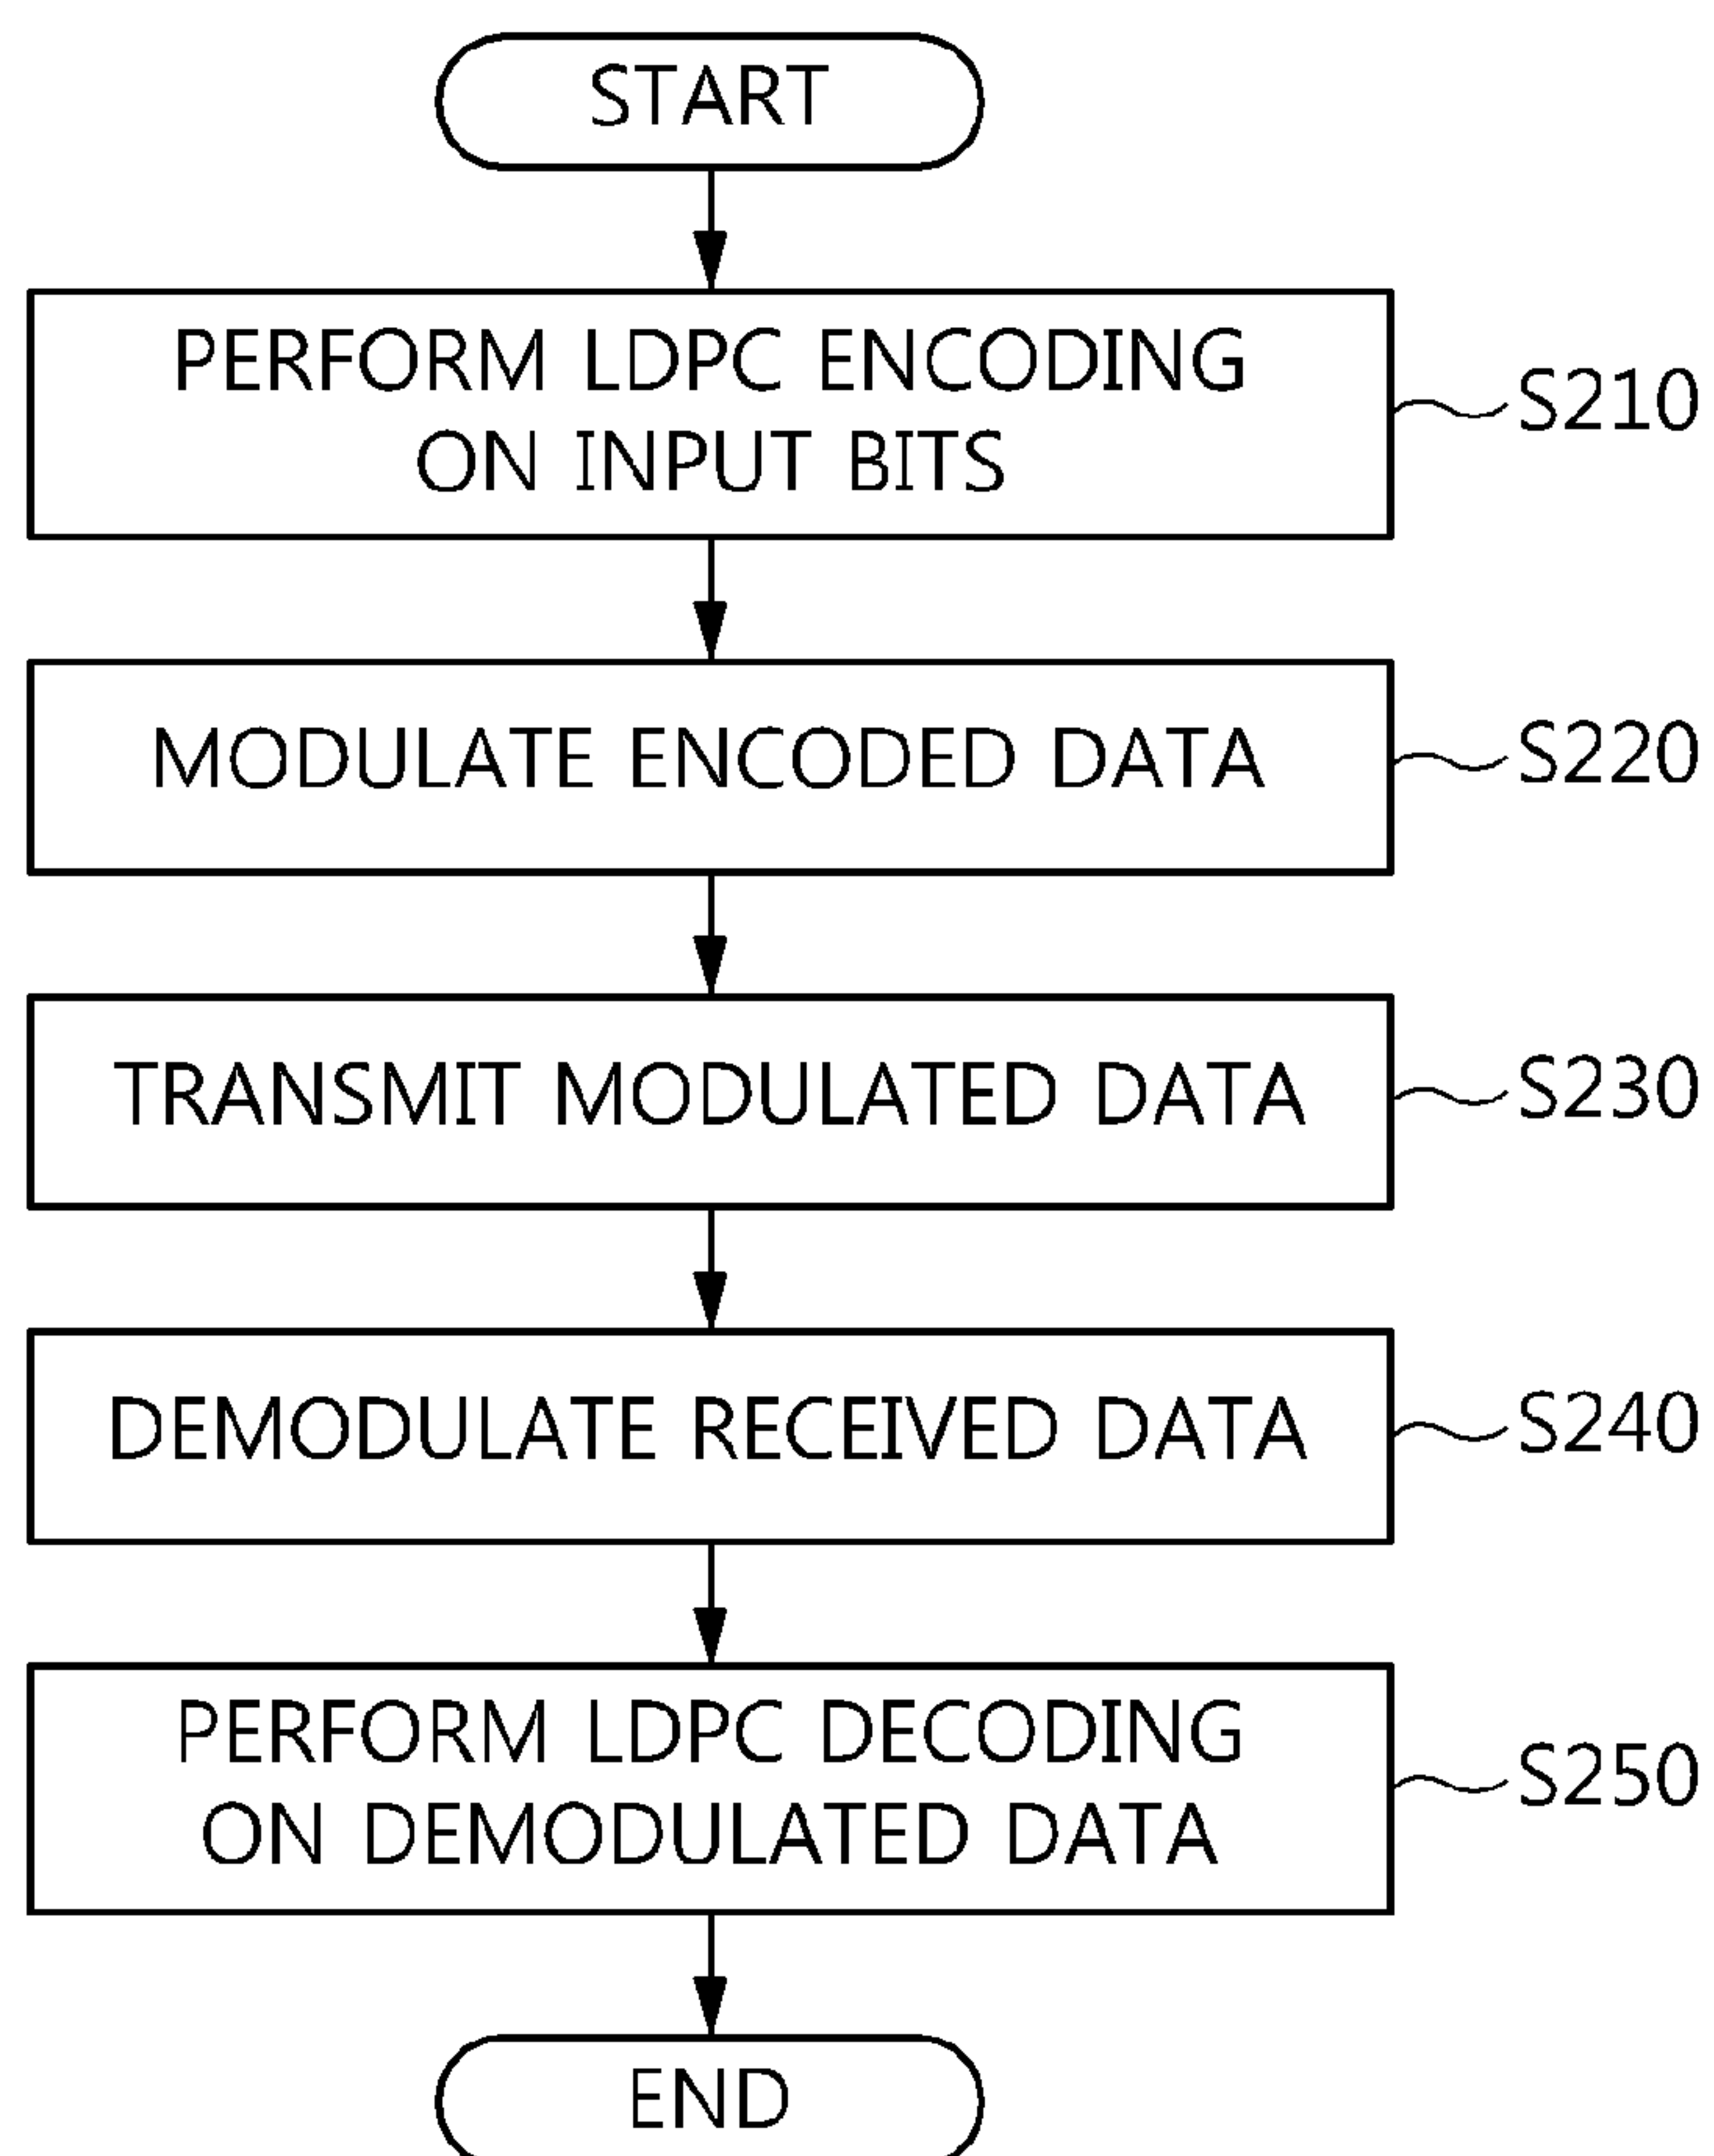 START
PERFORM LDPC ENCODING
ON INPUT BITS
S210
MODULATE ENCODED DATA
S220
TRANSMIT MODULATED DATA
S230
DEMODULATE RECEIVED DATA
S240
PERFORM LDPC DECODING
ON DEMODULATED DATA
S250
END